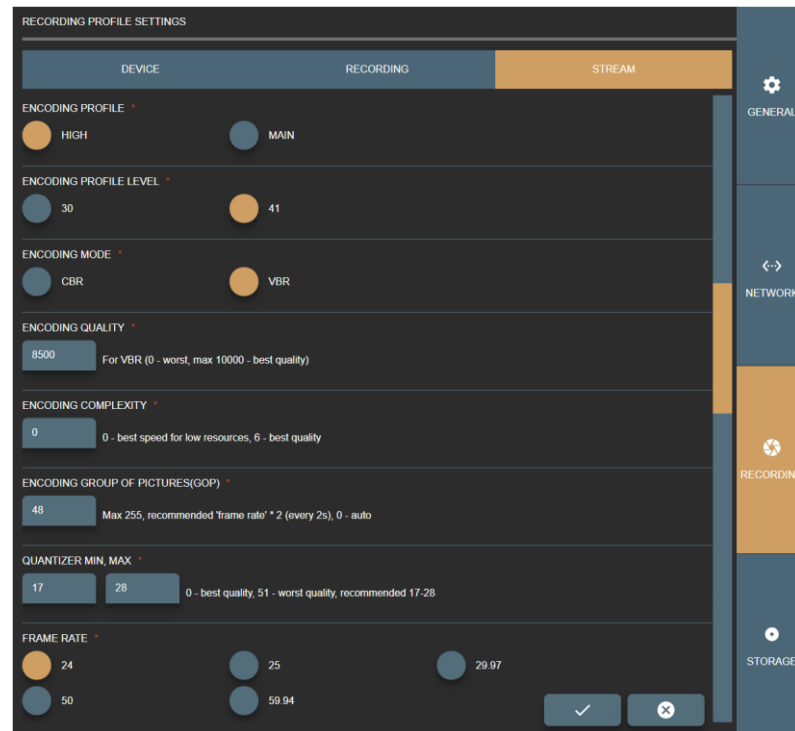 RECORDING PROFILE SETTINGS
DEVICE RECORDING STREAM
ENCODING PROFILE *
HIGH MAIN
ENCODING PROFILE LEVEL *
30 41
ENCODING MODE *
CBR VBR
ENCODING QUALITY *
8500 For VBR (0 - worst, max 10000 - best quality)
ENCODING COMPLEXITY *
0 0 - best speed for low resources, 6 - best quality
ENCODING GROUP OF PICTURES(GOP) *
48 Max 255, recommended 'frame rate' * 2 (every 2s), 0 - auto
QUANTIZER MIN, MAX *
17 28 0 - best quality, 51 - worst quality, recommended 17-28
FRAME RATE *
24 25 29.97
50 59.94
GENERAL
NETWORK
RECORDIN
STORAGE